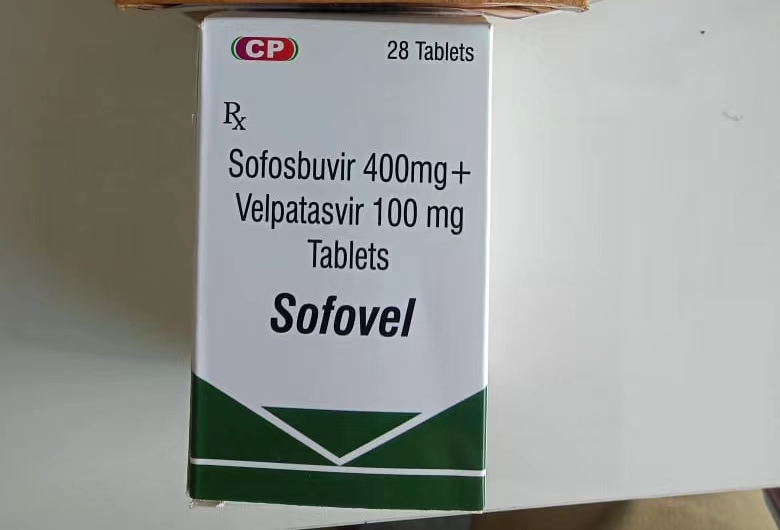 CP
28 Tablets
Rx
Sofosbuvir 400mg+
Velpatasvir 100 mg
Tablets
Sofovel